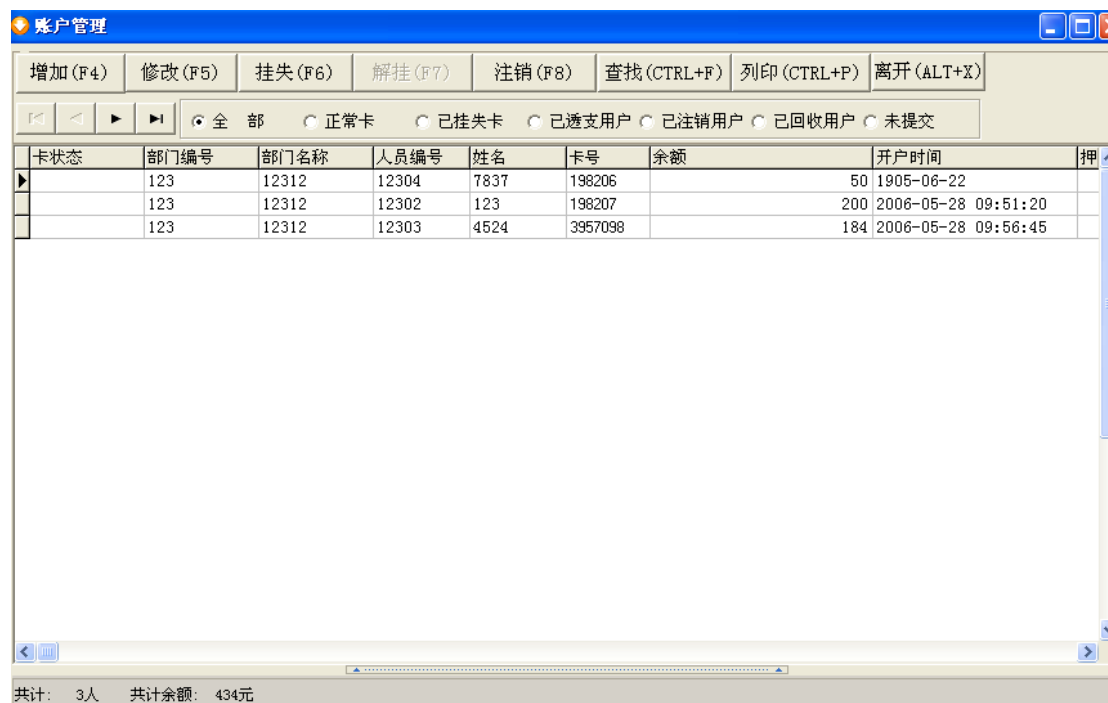 账户管理
增加(F4) 修改(F5) 挂失(F6) 解挂(F7) 注销(F8) 查找(CTRL+F) 列印(CTRL+P) 离开(ALT+X)
全 部 正常卡 已挂失卡 已透支用户 已注销用户 已回收用户 未提交
卡状态 部门编号 部门名称 人员编号 姓名 卡号 余额 开户时间 押
123 12312 12304 7837 198206 50 1905-06-22
123 12312 12302 123 198207 200 2006-05-28 09:51:20
123 12312 12303 4524 3957098 184 2006-05-28 09:56:45
共计: 3人 共计余额: 434元